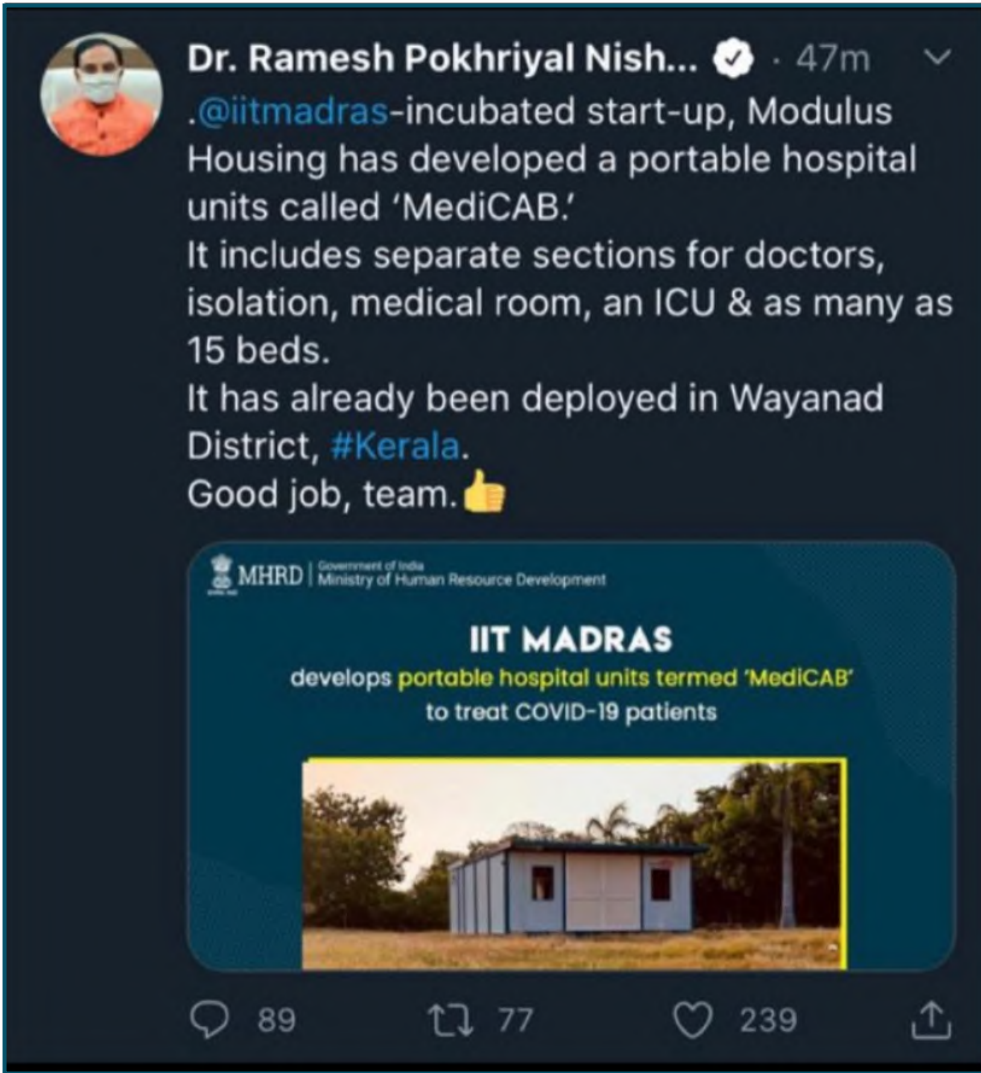 Dr. Ramesh Pokhriyal Nish... · 47m
.@iitmadras-incubated start-up, Modulus
Housing has developed a portable hospital
units called ‘MediCAB.’
It includes separate sections for doctors,
isolation, medical room, an ICU & as many as
15 beds.
It has already been deployed in Wayanad
District, #Kerala.
Good job, team.👍
MHRD | Government of India
Ministry of Human Resource Development
IIT MADRAS
develops portable hospital units termed ‘MediCAB’
to treat COVID-19 patients
89 77 239